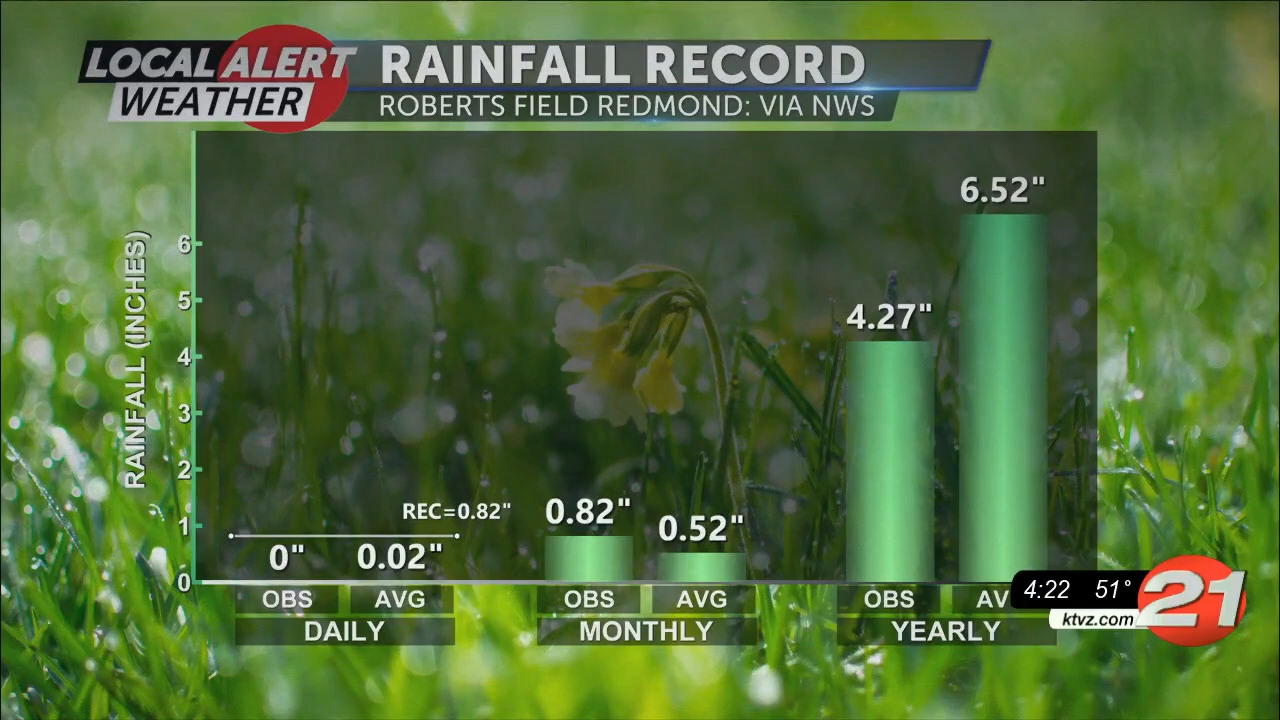 LOCAL ALERT
WEATHER
RAINFALL RECORD
ROBERTS FIELD REDMOND: VIA NWS
RAINFALL (INCHES)
6
5
4
3
2
1
0
REC=0.82"
0"
0.02"
0.82"
0.52"
4.27"
6.52"
OBS AVG OBS AVG OBS AV
DAILY MONTHLY YEARLY
4:22 51°
ktvz.com
21